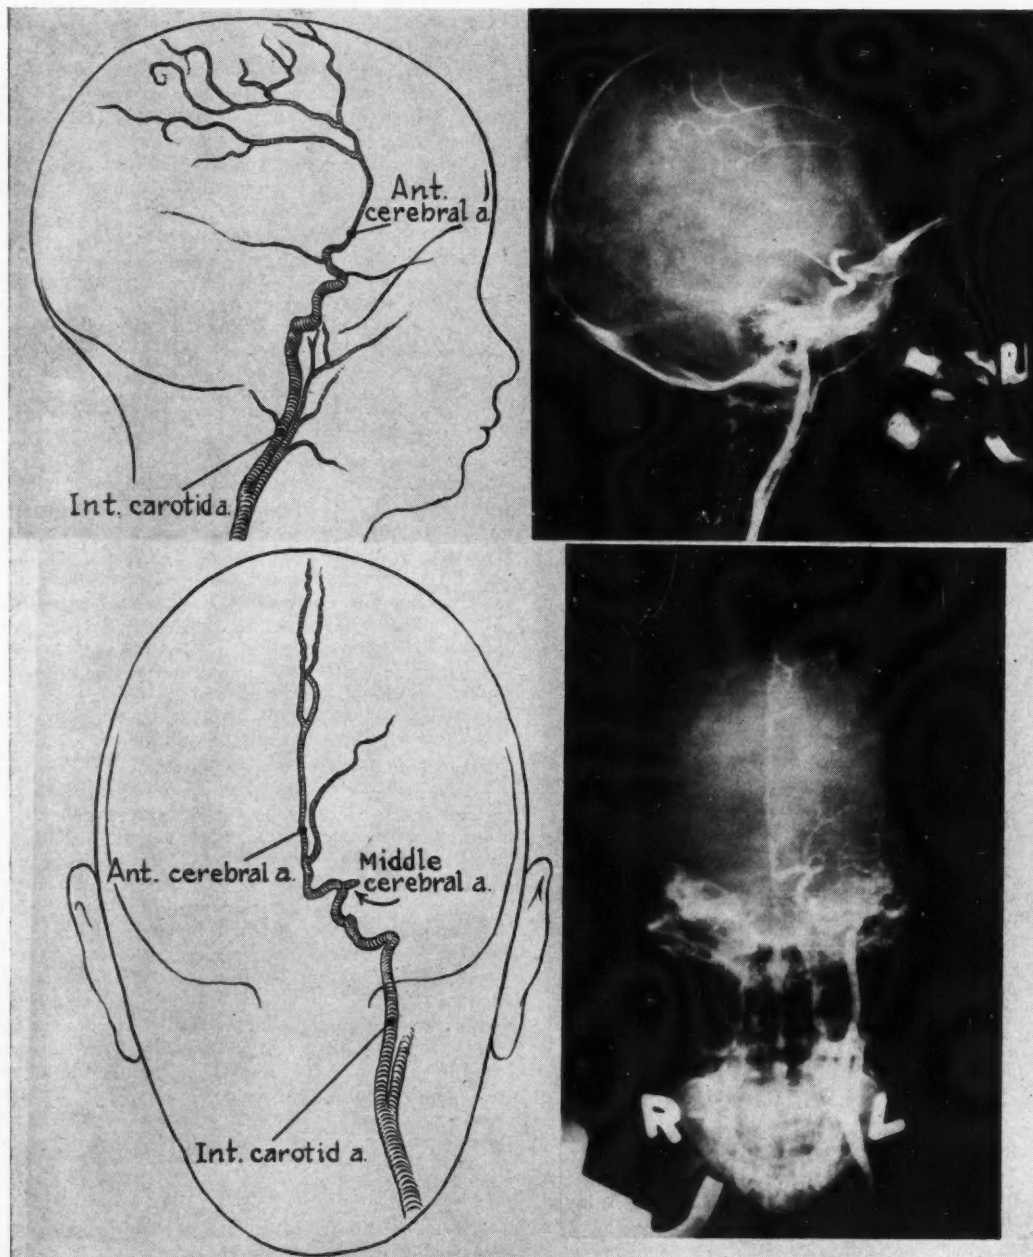 Ant.
cerebral a
Int. carotid a.
Ant. cerebral a.
Middle
cerebral a.
Int. carotid a.
R
L